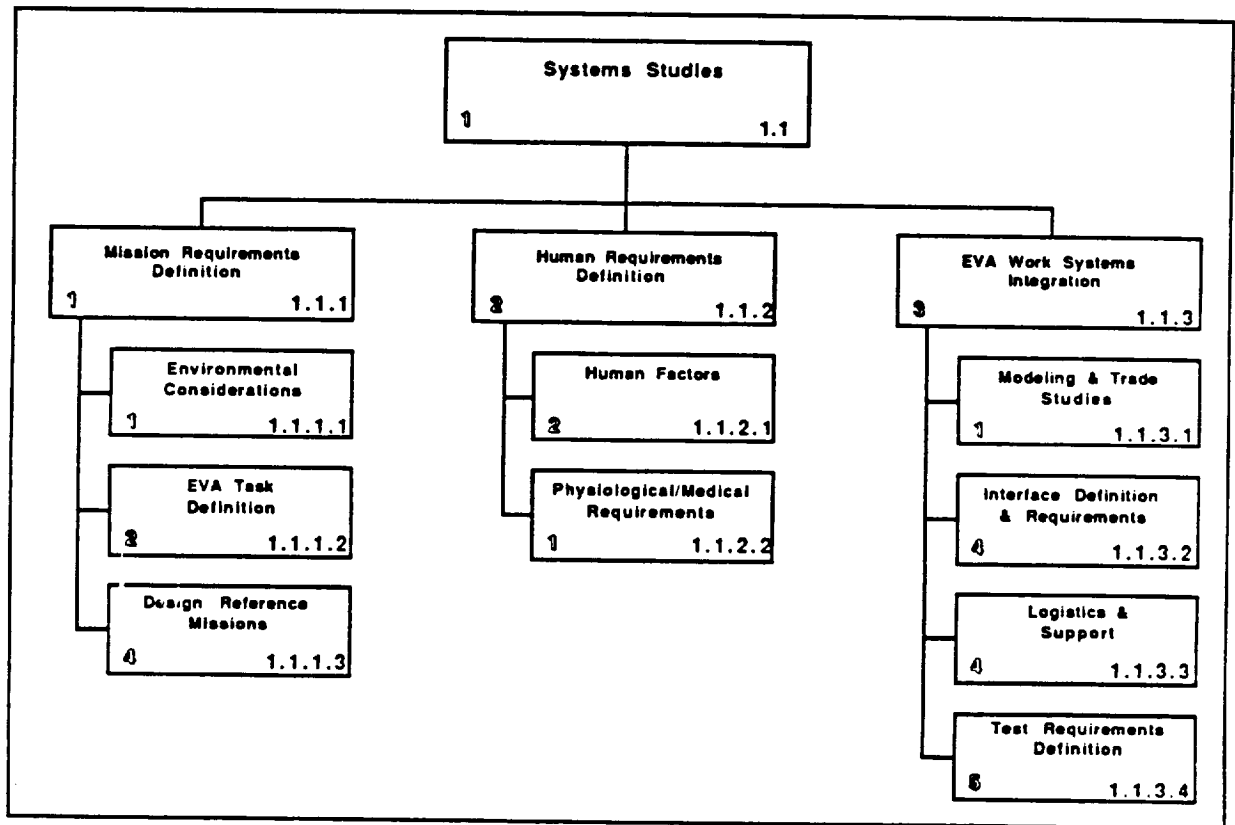 Systems Studies
1 1.1
Mission Requirements
Definition
1 1.1.1
Environmental
Considerations
1 1.1.1.1
EVA Task
Definition
2 1.1.1.2
Design Reference
Missions
4 1.1.1.3
Human Requirements
Definition
2 1.1.2
Human Factors
2 1.1.2.1
Physiological/Medical
Requirements
1 1.1.2.2
EVA Work Systems
Integration
3 1.1.3
Modeling & Trade
Studies
1 1.1.3.1
Interface Definition
& Requirements
4 1.1.3.2
Logistics &
Support
4 1.1.3.3
Test Requirements
Definition
5 1.1.3.4